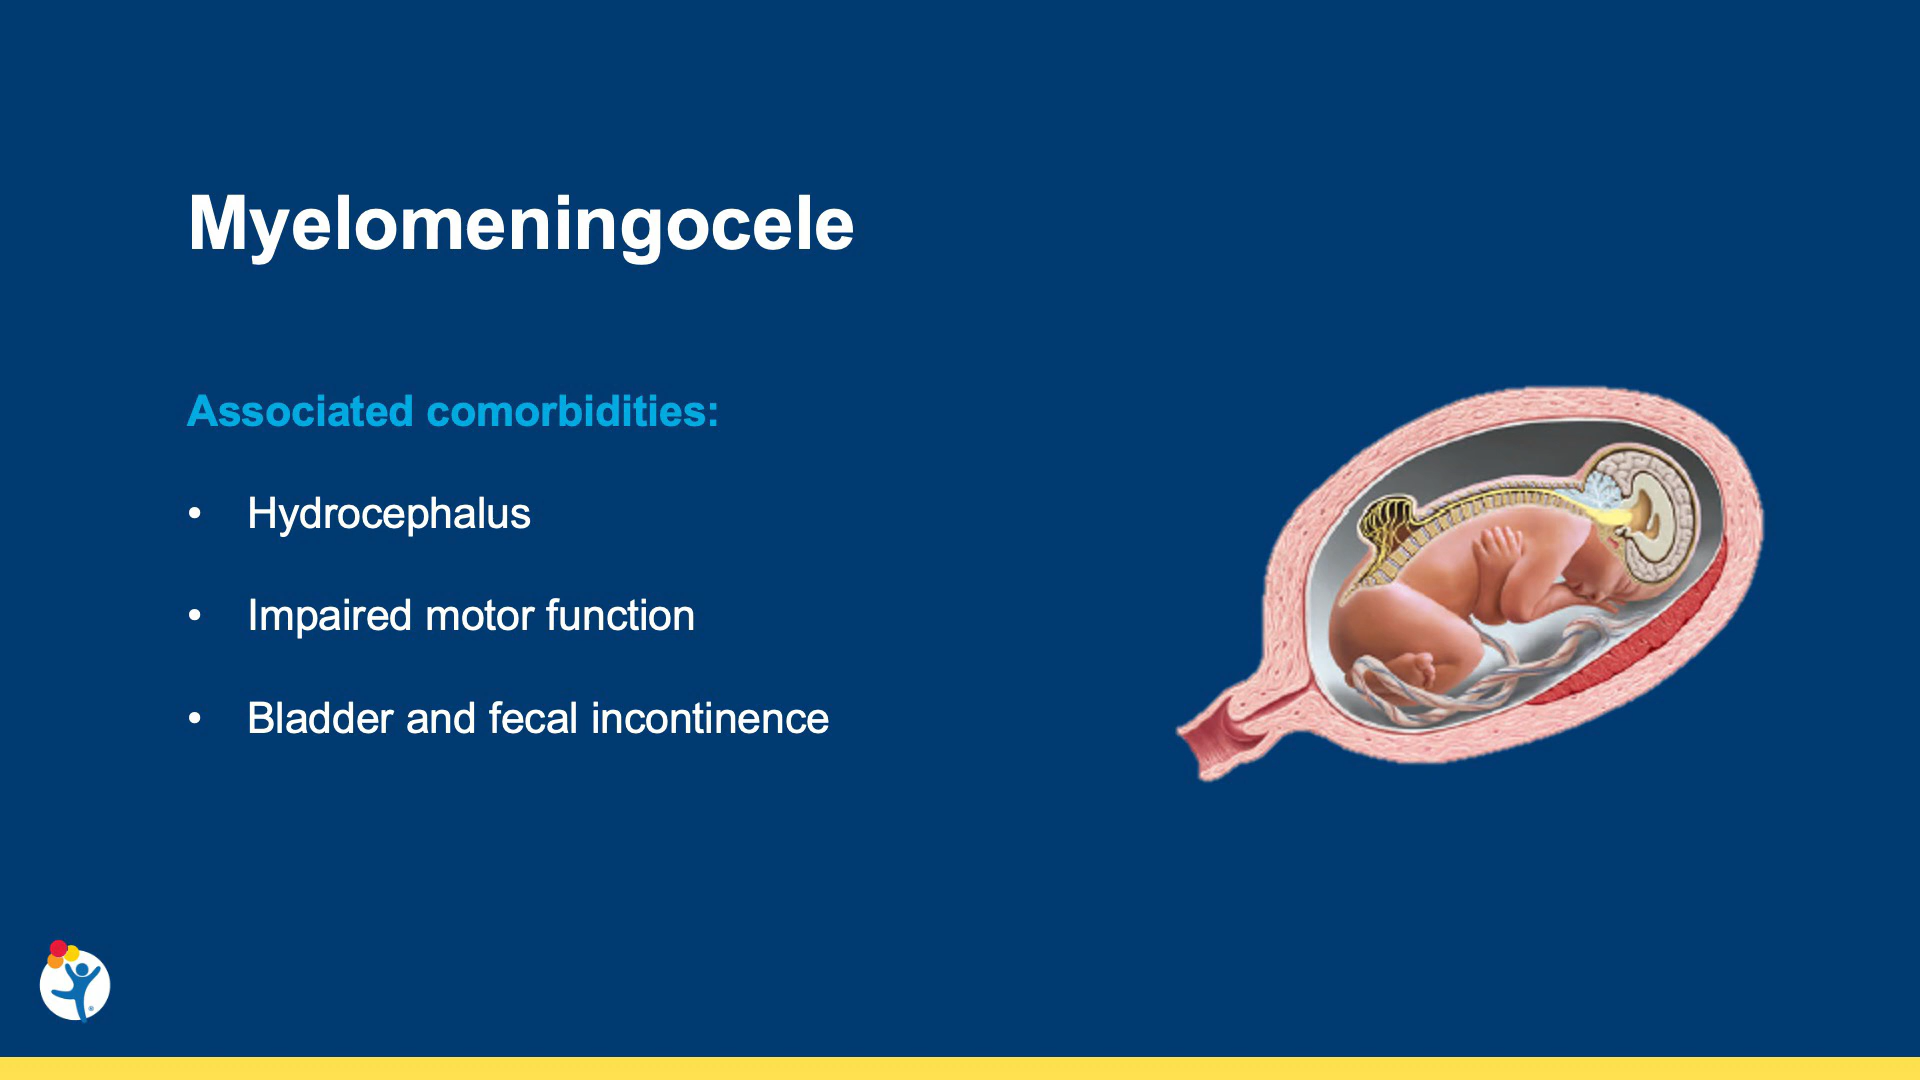 Myelomeningocele
Associated comorbidities:
• Hydrocephalus
• Impaired motor function
• Bladder and fecal incontinence